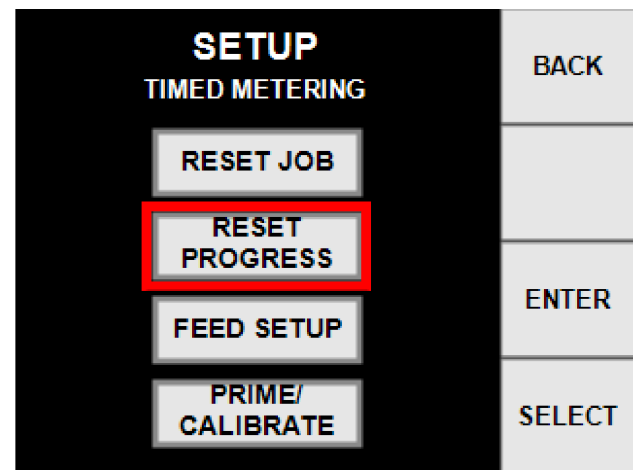 SETUP
TIMED METERING
RESET JOB
RESET
PROGRESS
FEED SETUP
PRIME/
CALIBRATE
BACK
ENTER
SELECT